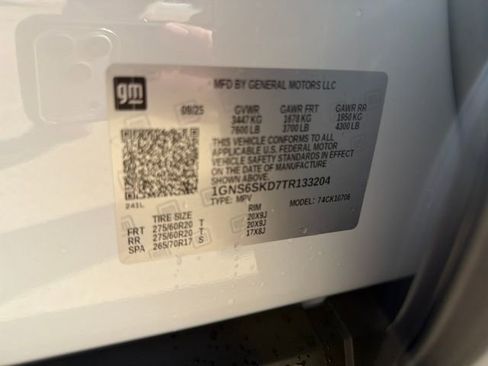 gm
MFD BY GENERAL MOTORS LLC
09/25 GVWR GAWR FRT GAWR RR
3447 KG 1678 KG 1950 KG
7600 LB 3700 LB 4300 LB
THIS VEHICLE CONFORMS TO ALL
APPLICABLE U.S. FEDERAL MOTOR
VEHICLE SAFETY STANDARDS IN EFFECT
ON THE DATE OF MANUFACTURE
SHOWN ABOVE.
1GNS6SKD7TR133204
TYPE: MPV MODEL: 74CK10706
241L
TIRE SIZE RIM
FRT 275/60R20 T 20X9J
RR 275/60R20 T 20X9J
SPA 265/70R17 S 17X8J